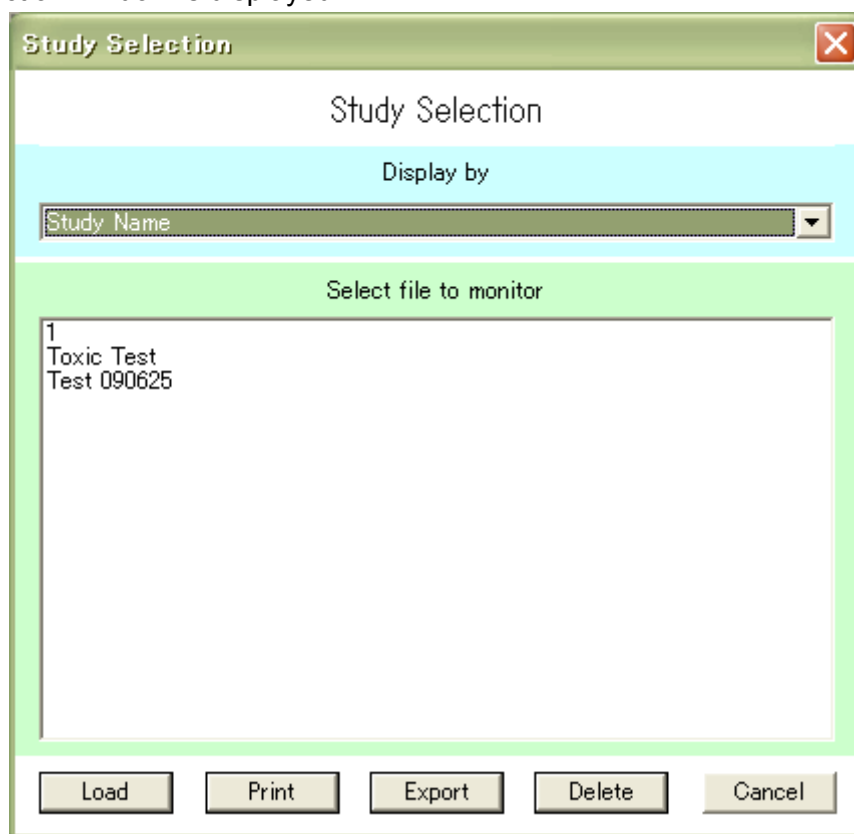 Study Selection
Study Selection
Display by
Study Name
Select file to monitor
1
Toxic Test
Test 090625
Load Print Export Delete Cancel